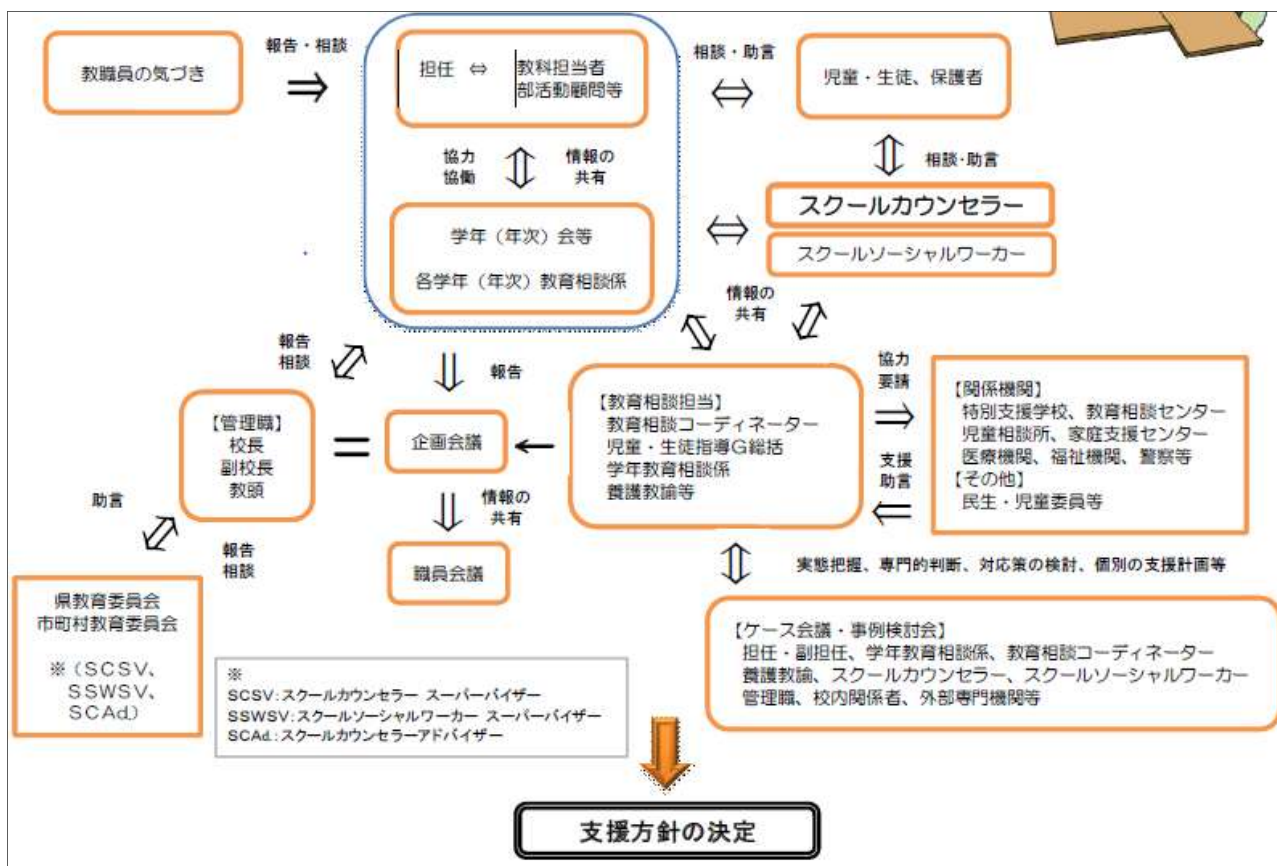 教職員の気づき
報告・相談
担任 ⇔ 教科担当者
部活動顧問等
相談・助言
児童・生徒、保護者
協力
協働
情報の
共有
相談・助言
学年（年次）会等
各学年（年次）教育相談係
スクールカウンセラー
スクールソーシャルワーカー
情報の
共有
報告
相談
報告
【管理職】
校長
副校長
教頭
＝
企画会議
【教育相談担当】
教育相談コーディネーター
児童・生徒指導Ｇ総括
学年教育相談係
養護教諭等
協力
要請
支援
助言
【関係機関】
特別支援学校、教育相談センター
児童相談所、家庭支援センター
医療機関、福祉機関、警察等
【その他】
民生・児童委員等
助言
報告
相談
情報の
共有
職員会議
実態把握、専門的判断、対応策の検討、個別の支援計画等
県教育委員会
市町村教育委員会
※（ＳＣＳＶ、
ＳＳＷＳＶ、
ＳＣＡd.）
※
SCSV：スクールカウンセラー スーパーバイザー
SSWSV：スクールソーシャルワーカー スーパーバイザー
SCAd.：スクールカウンセラーアドバイザー
【ケース会議・事例検討会】
担任・副担任、学年教育相談係、教育相談コーディネーター
養護教諭、スクールカウンセラー、スクールソーシャルワーカー
管理職、校内関係者、外部専門機関等
支援方針の決定